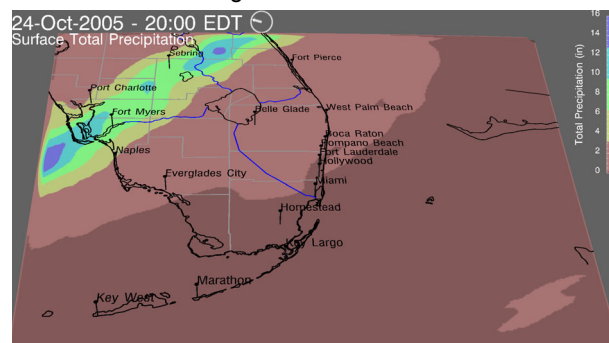 24-Oct-2005 - 20:00 EDT
Surface Total Precipitation
Sebring
Fort Pierce
Port Charlotte
Fort Myers
Belle Glade
West Palm Beach
Boca Raton
Pompano Beach
Fort Lauderdale
Hollywood
Naples
Everglades City
Miami
Homestead
Key Largo
Marathon
Key West
Total Precipitation (in)
16
14
12
10
8
6
4
2
0